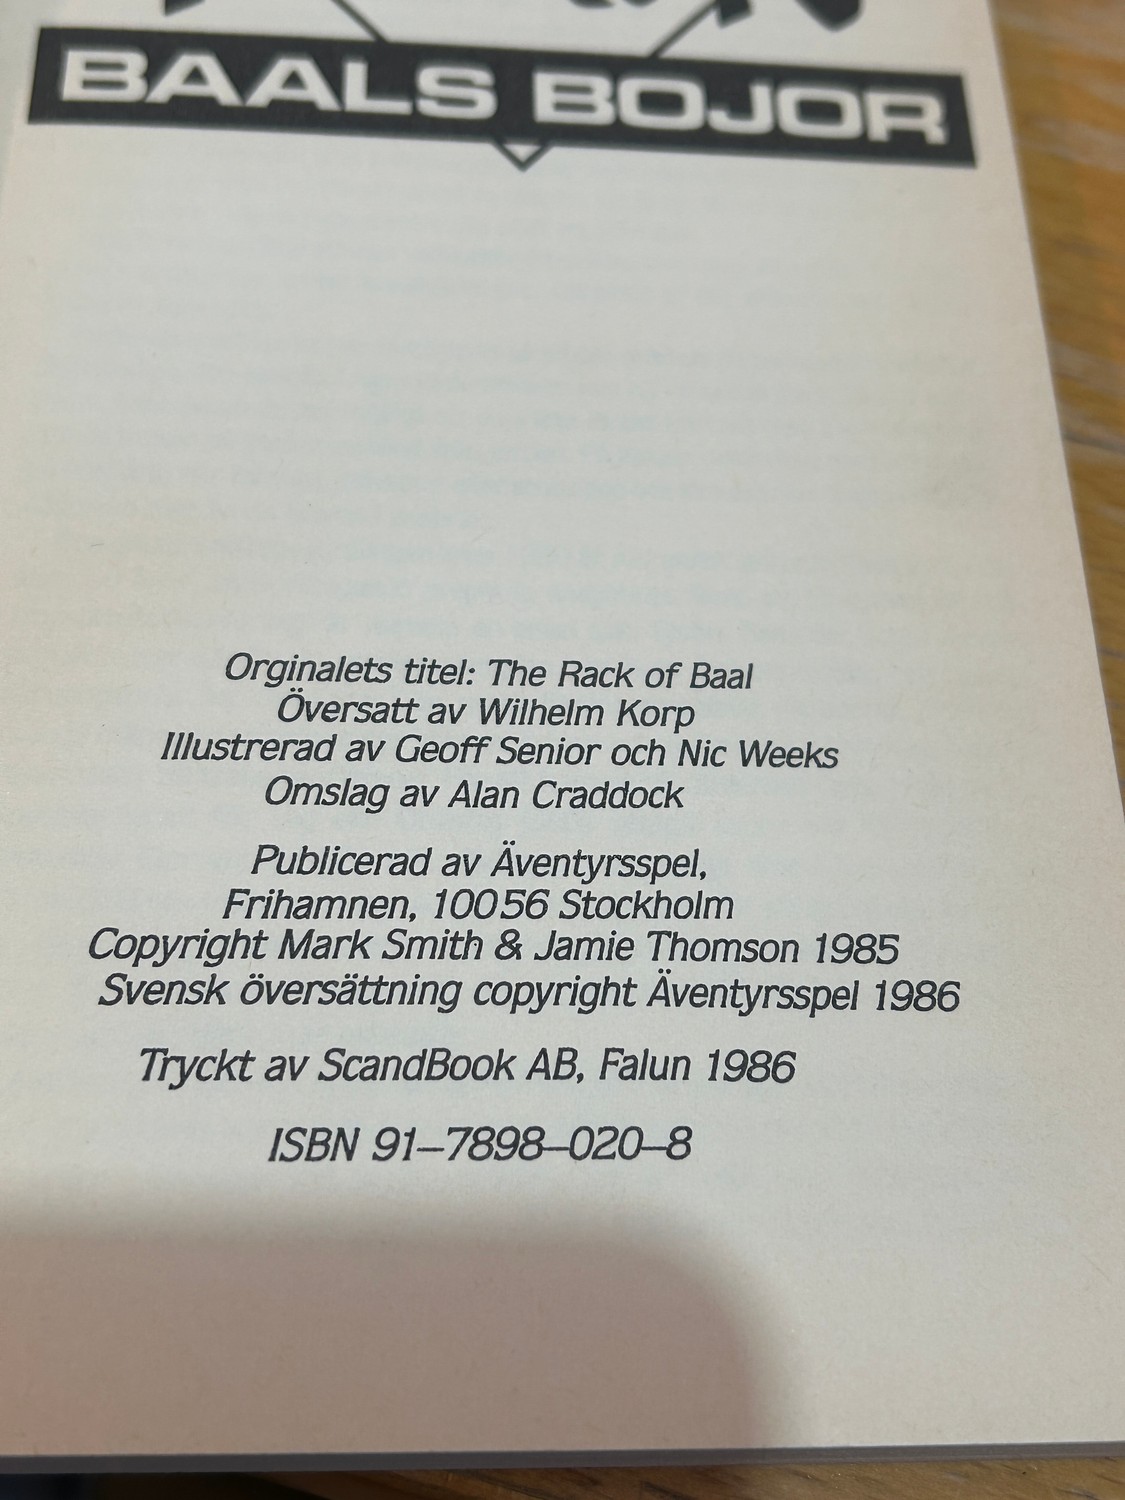 BAALS BOJOR
Orginalets titel: The Rack of Baal
Översatt av Wilhelm Korp
Illustrerad av Geoff Senior och Nic Weeks
Omslag av Alan Craddock
Publicerad av Äventyrsspel,
Frihamnen, 10056 Stockholm
Copyright Mark Smith & Jamie Thomson 1985
Svensk översättning copyright Äventyrsspel 1986
Tryckt av ScandBook AB, Falun 1986
ISBN 91–7898–020–8